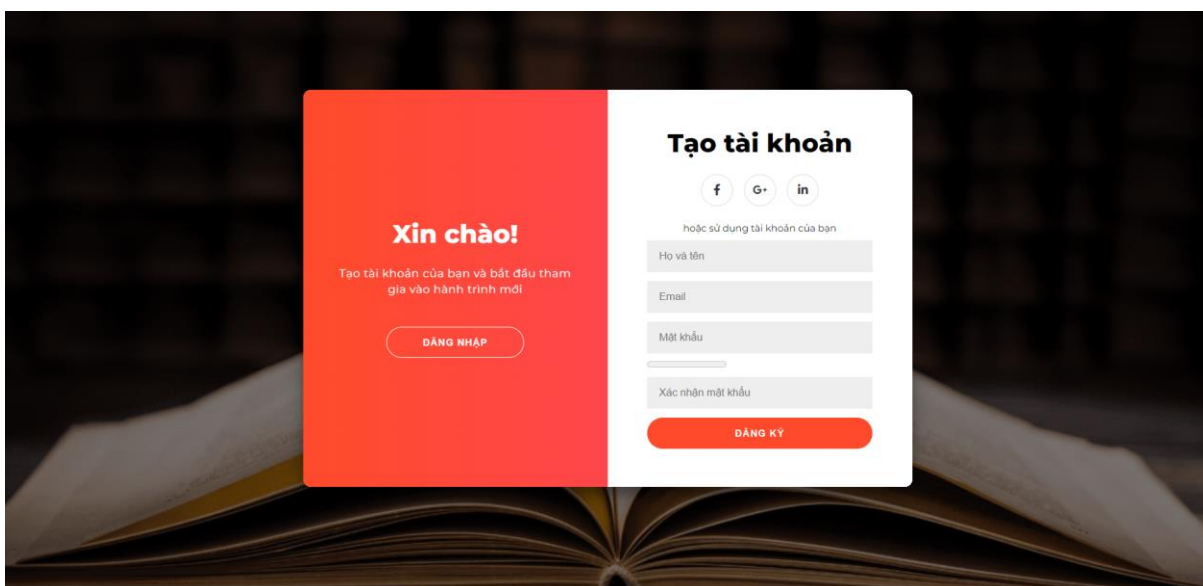 Xin chào!
Tạo tài khoản của bạn và bắt đầu tham
gia vào hành trình mới
ĐĂNG NHẬP
Tạo tài khoản
f G+ in
hoặc sử dụng tài khoản của bạn
Họ và tên
Email
Mật khẩu
Xác nhận mật khẩu
ĐĂNG KÝ